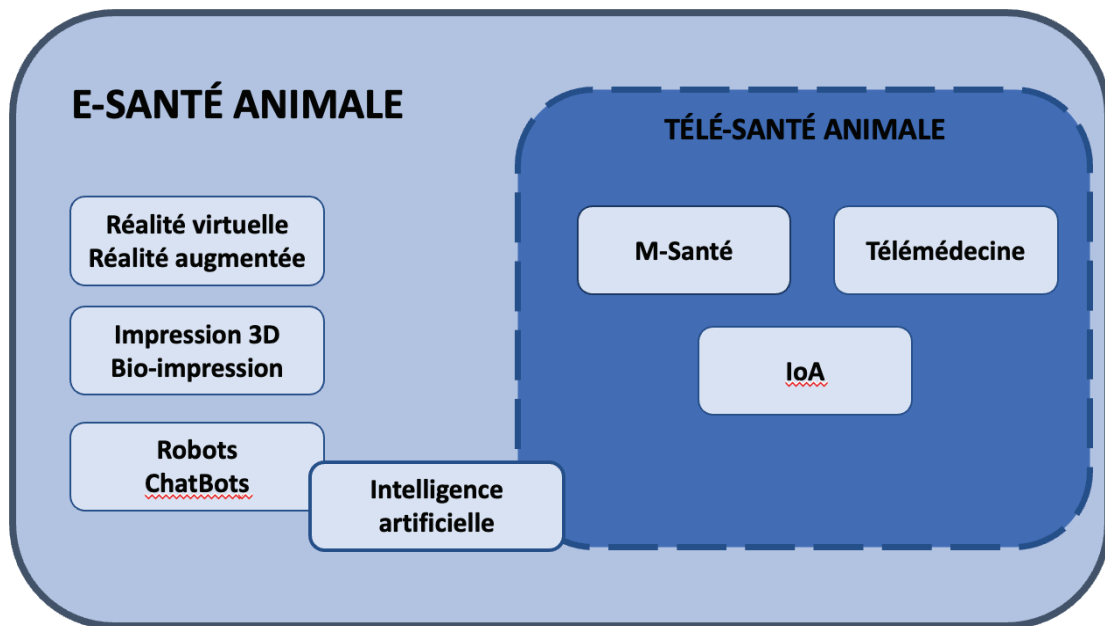 E-SANTÉ ANIMALE
Réalité virtuelle
Réalité augmentée
Impression 3D
Bio-impression
Robots
ChatBots
Intelligence
artificielle
TÉLÉ-SANTÉ ANIMALE
M-Santé
Télémédecine
IoA